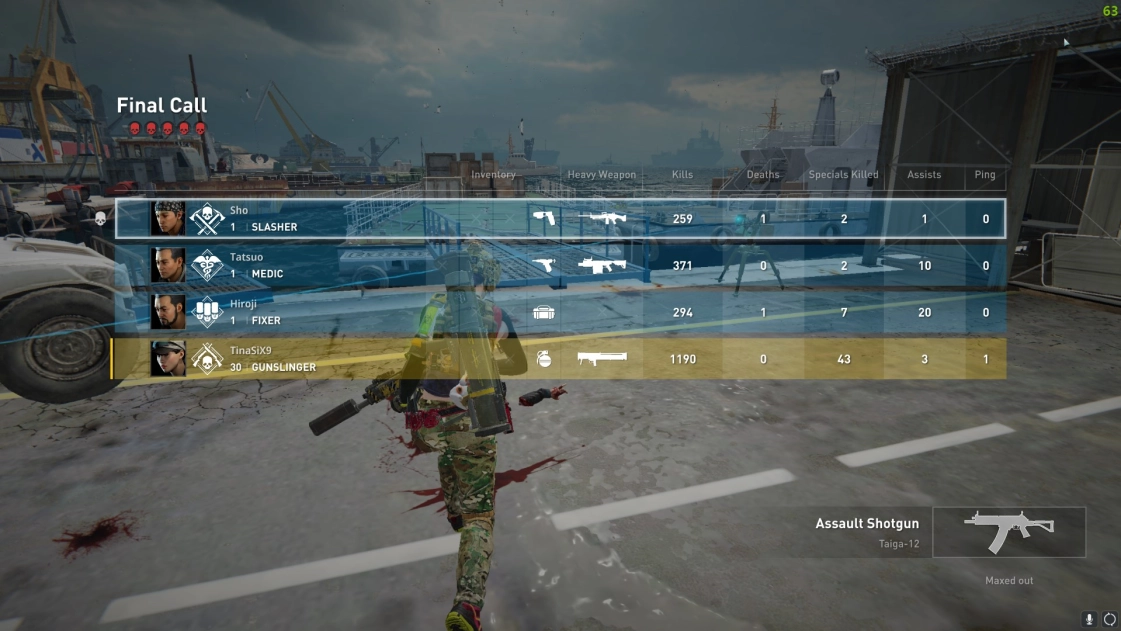 63
Final Call
Inventory Heavy Weapon Kills Deaths Specials Killed Assists Ping
Sho
1 SLASHER 259 1 2 1 0
Tatsuo
1 MEDIC 371 0 2 10 0
Hiroji
1 FIXER 294 1 7 20 0
TinaSiX9
30 GUNSLINGER 1190 0 43 3 1
Assault Shotgun
Taiga-12
Maxed out